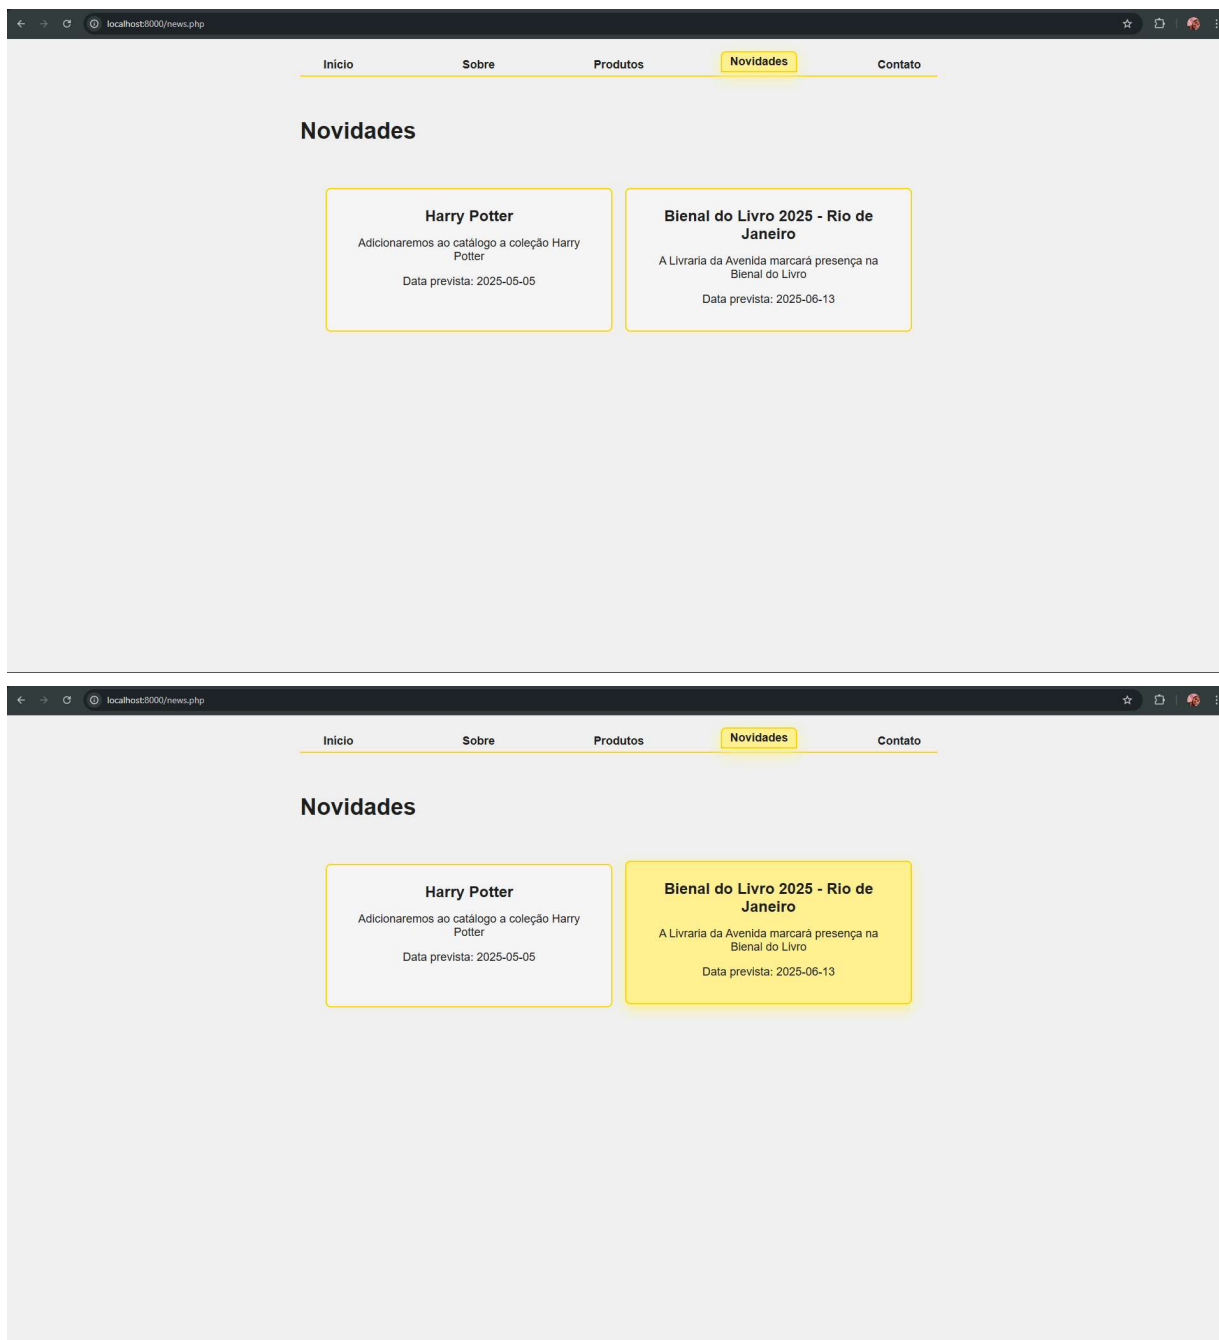 localhost:8000/news.php
Inicio Sobre Produtos Novidades Contato
Novidades
Harry Potter
Adicionaremos ao catálogo a coleção Harry
Potter
Data prevista: 2025-05-05
Bienal do Livro 2025 - Rio de
Janeiro
A Livraria da Avenida marcará presença na
Bienal do Livro
Data prevista: 2025-06-13
localhost:8000/news.php
Inicio Sobre Produtos Novidades Contato
Novidades
Harry Potter
Adicionaremos ao catálogo a coleção Harry
Potter
Data prevista: 2025-05-05
Bienal do Livro 2025 - Rio de
Janeiro
A Livraria da Avenida marcará presença na
Bienal do Livro
Data prevista: 2025-06-13